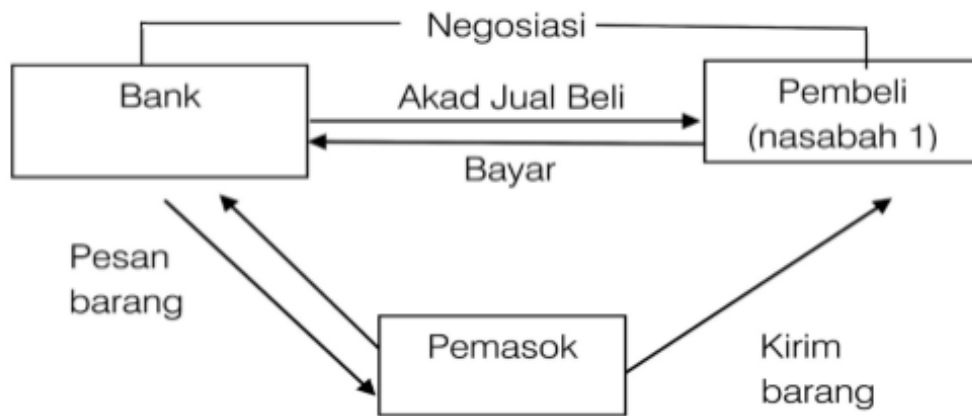 Negosiasi
Bank
Akad Jual Beli
Pembeli
(nasabah 1)
Bayar
Pesan
barang
Pemasok
Kirim
barang